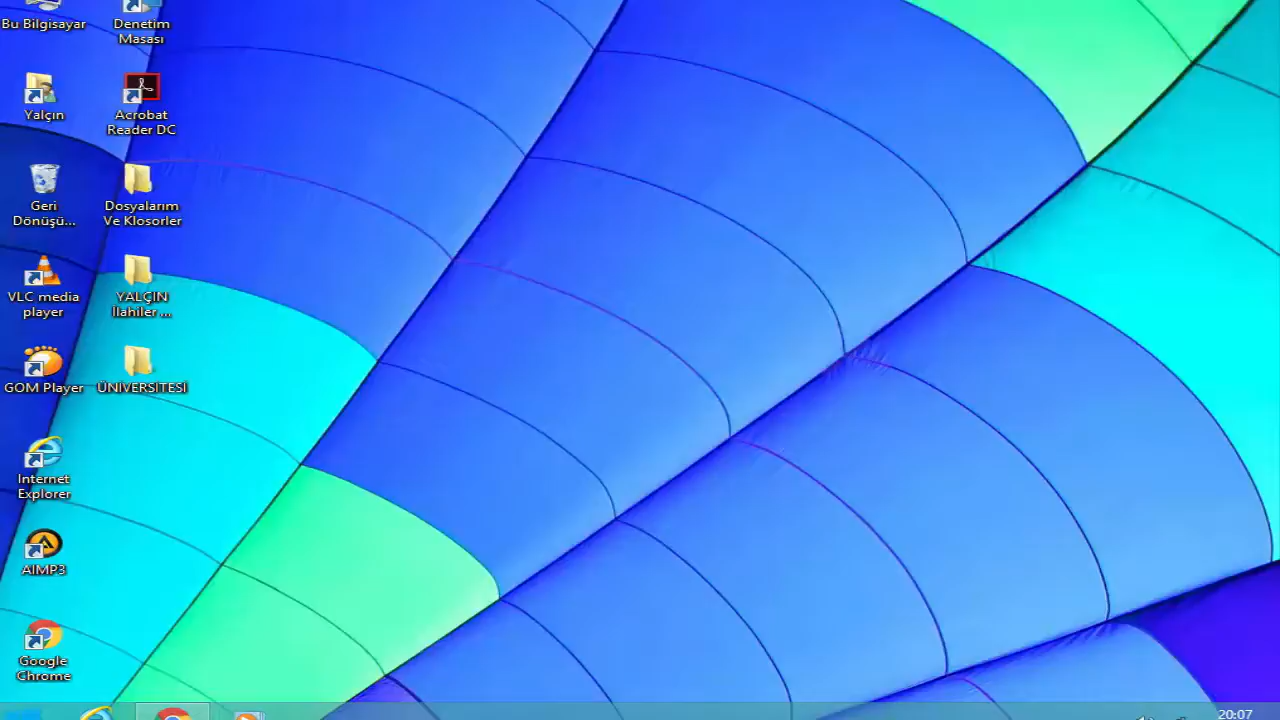 Bu Bilgisayar
Denetim
Masası
Yalçın
Acrobat
Reader DC
Geri
Dönüşü...
Dosyalarım
Ve Klosorler
VLC media
player
YALÇIN
Ilahiler ...
GOM Player
ÜNİVERSİTESİ
Internet
Explorer
AIMP3
Google
Chrome
20:07